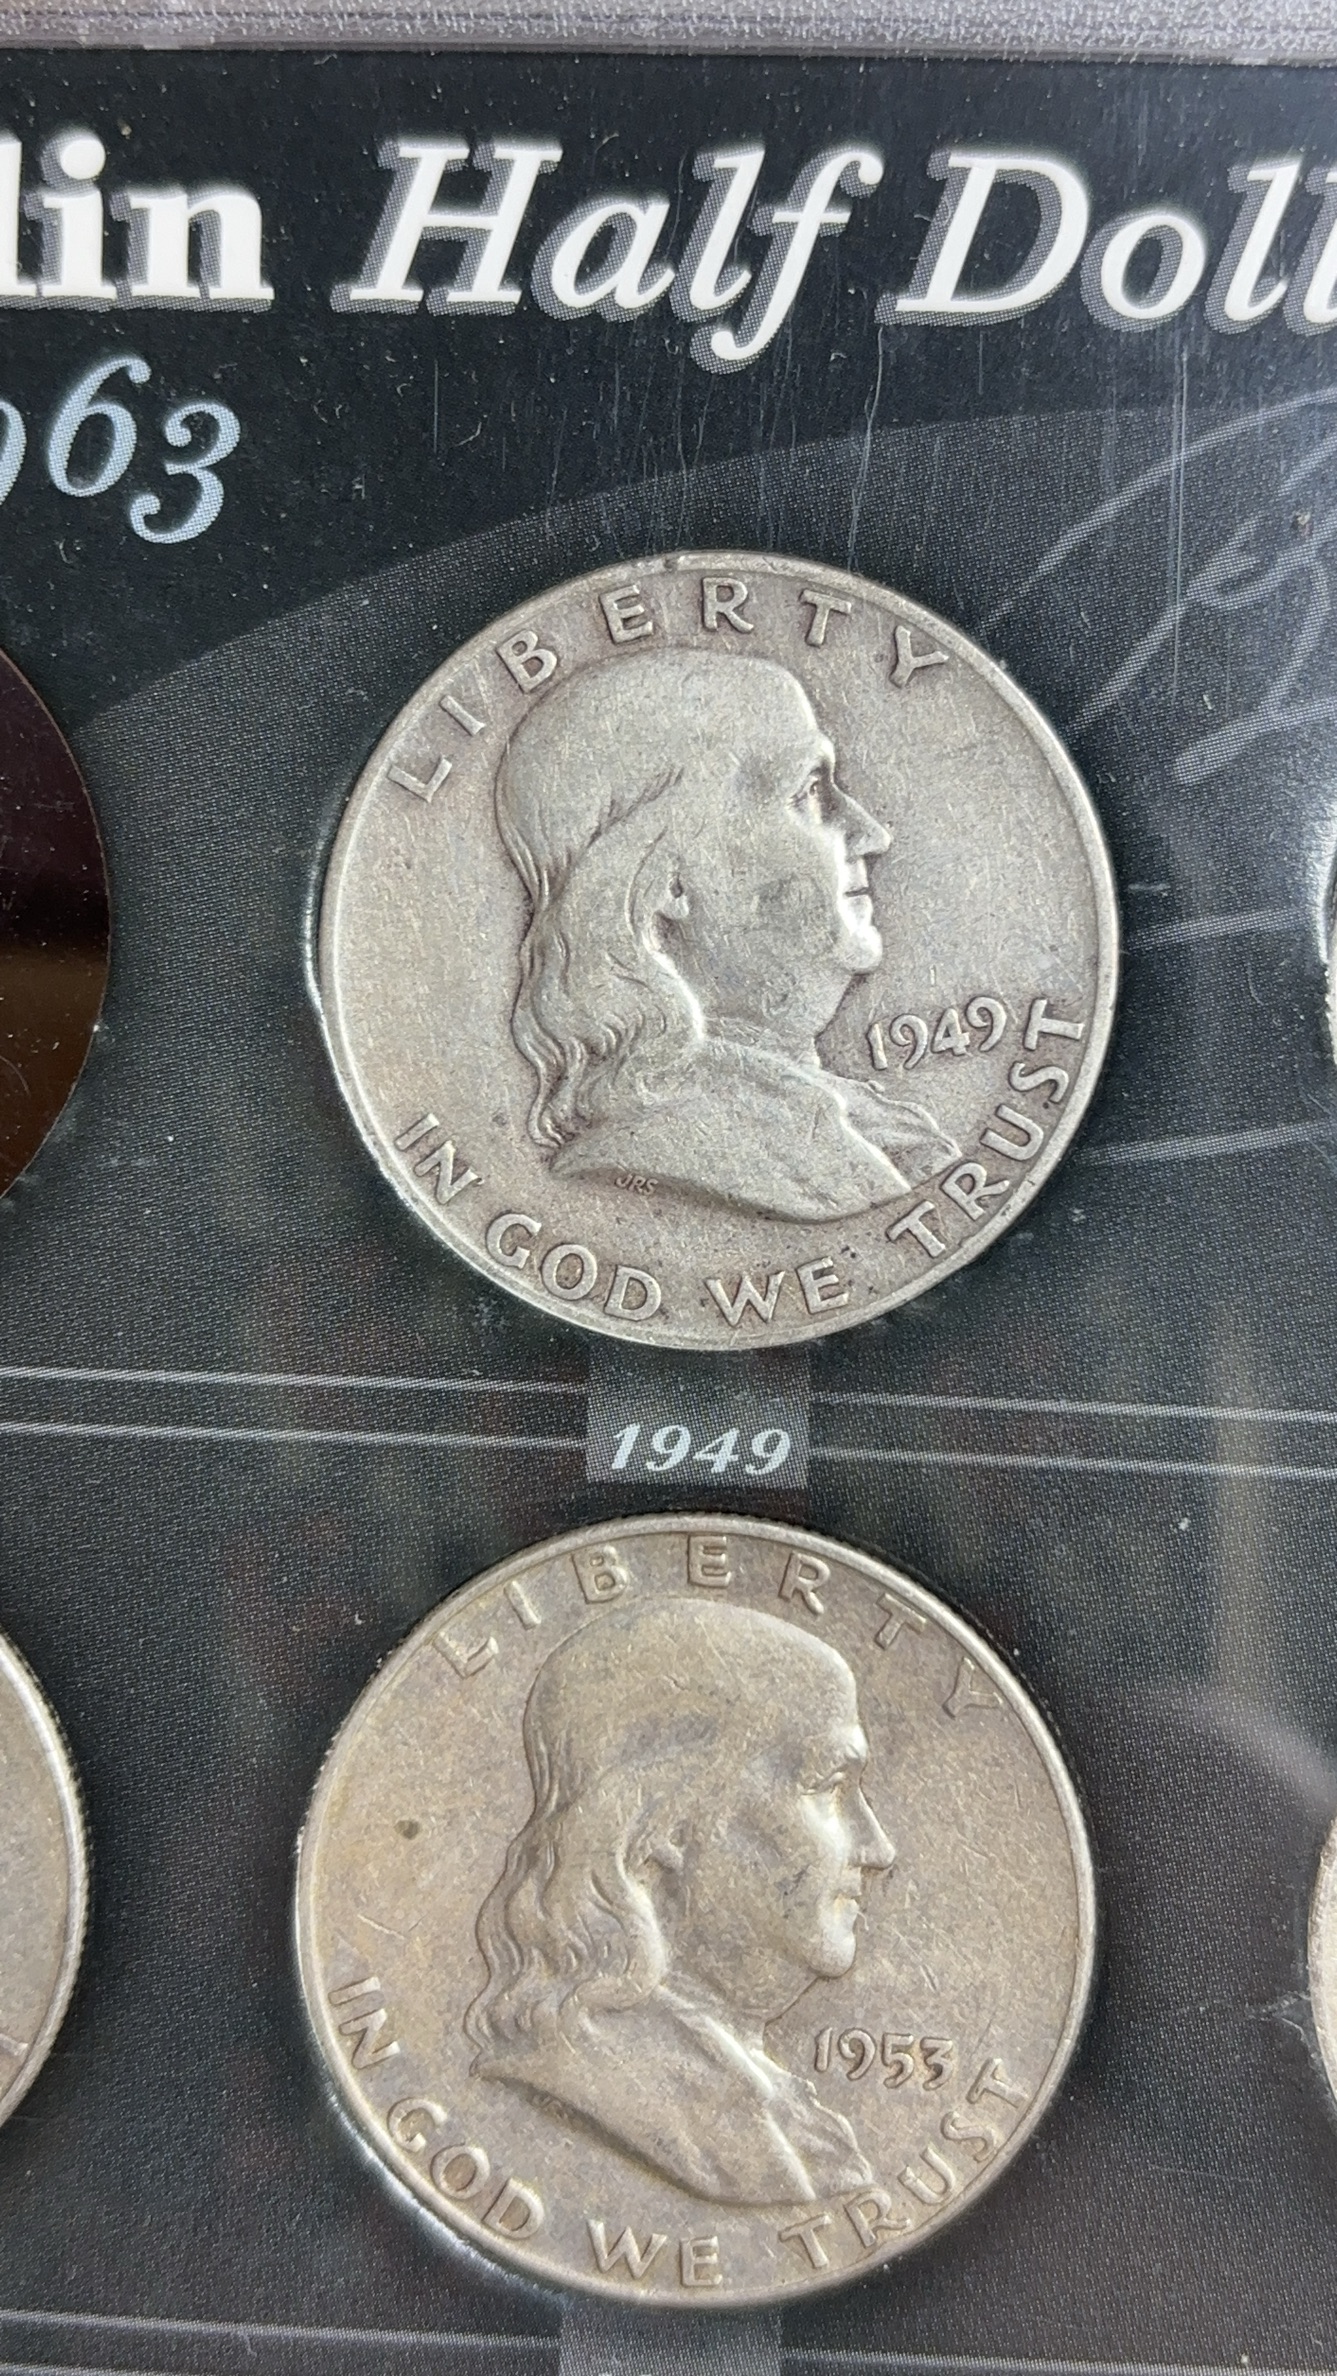 lin Half Doll
963
LIBERTY
1949
IN GOD WE TRUST
JRS
1949
LIBERTY
1953
IN GOD WE TRUST